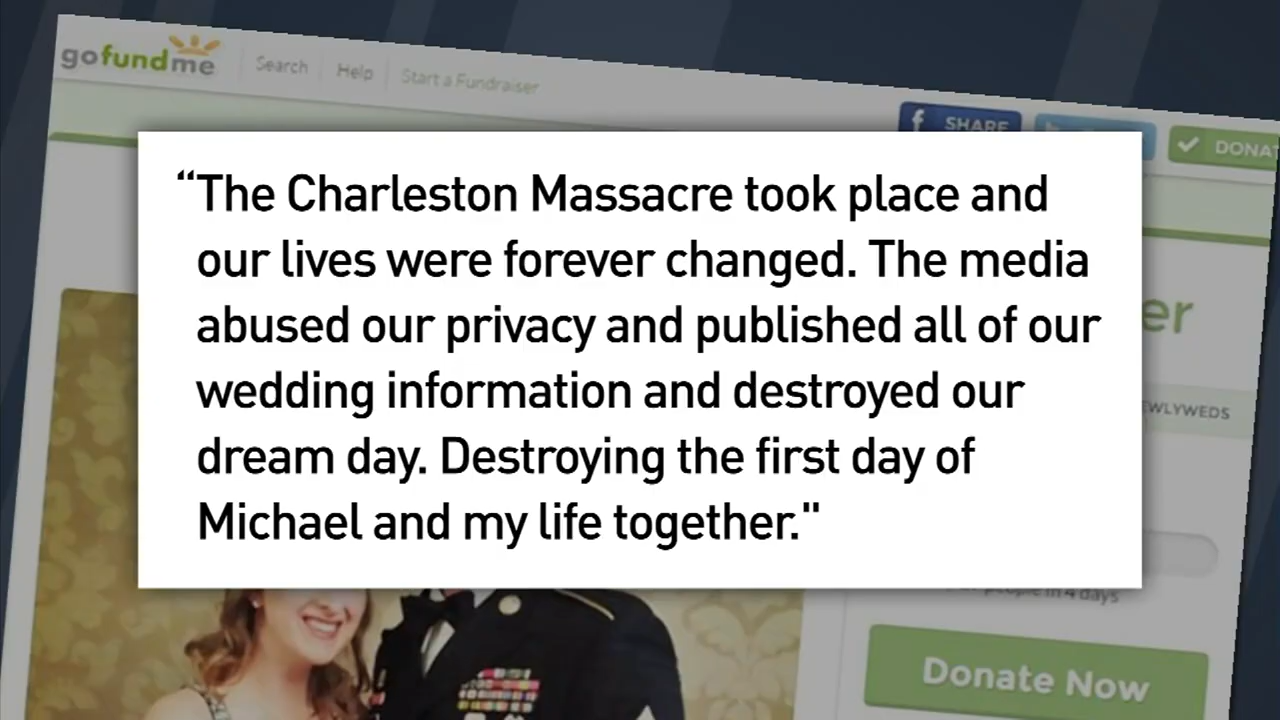 gofundme Search Help Start a Fundraiser
SHARE
DONA
“The Charleston Massacre took place and
our lives were forever changed. The media
abused our privacy and published all of our
wedding information and destroyed our
dream day. Destroying the first day of
Michael and my life together."
er
EWLYWEDS
people in 4 days
Donate Now